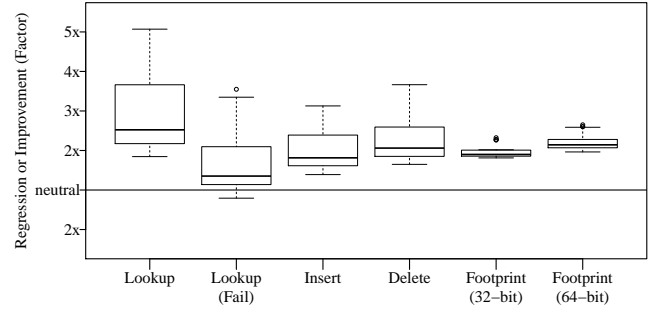 Regression or Improvement (Factor)
5x
4x
3x
2x
neutral
2x
Lookup
Lookup
(Fail)
Insert
Delete
Footprint
(32−bit)
Footprint
(64−bit)